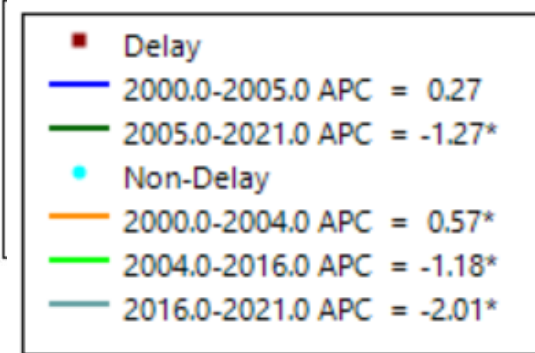 Delay
2000.0-2005.0 APC = 0.27
2005.0-2021.0 APC = -1.27*
Non-Delay
2000.0-2004.0 APC = 0.57*
2004.0-2016.0 APC = -1.18*
2016.0-2021.0 APC = -2.01*